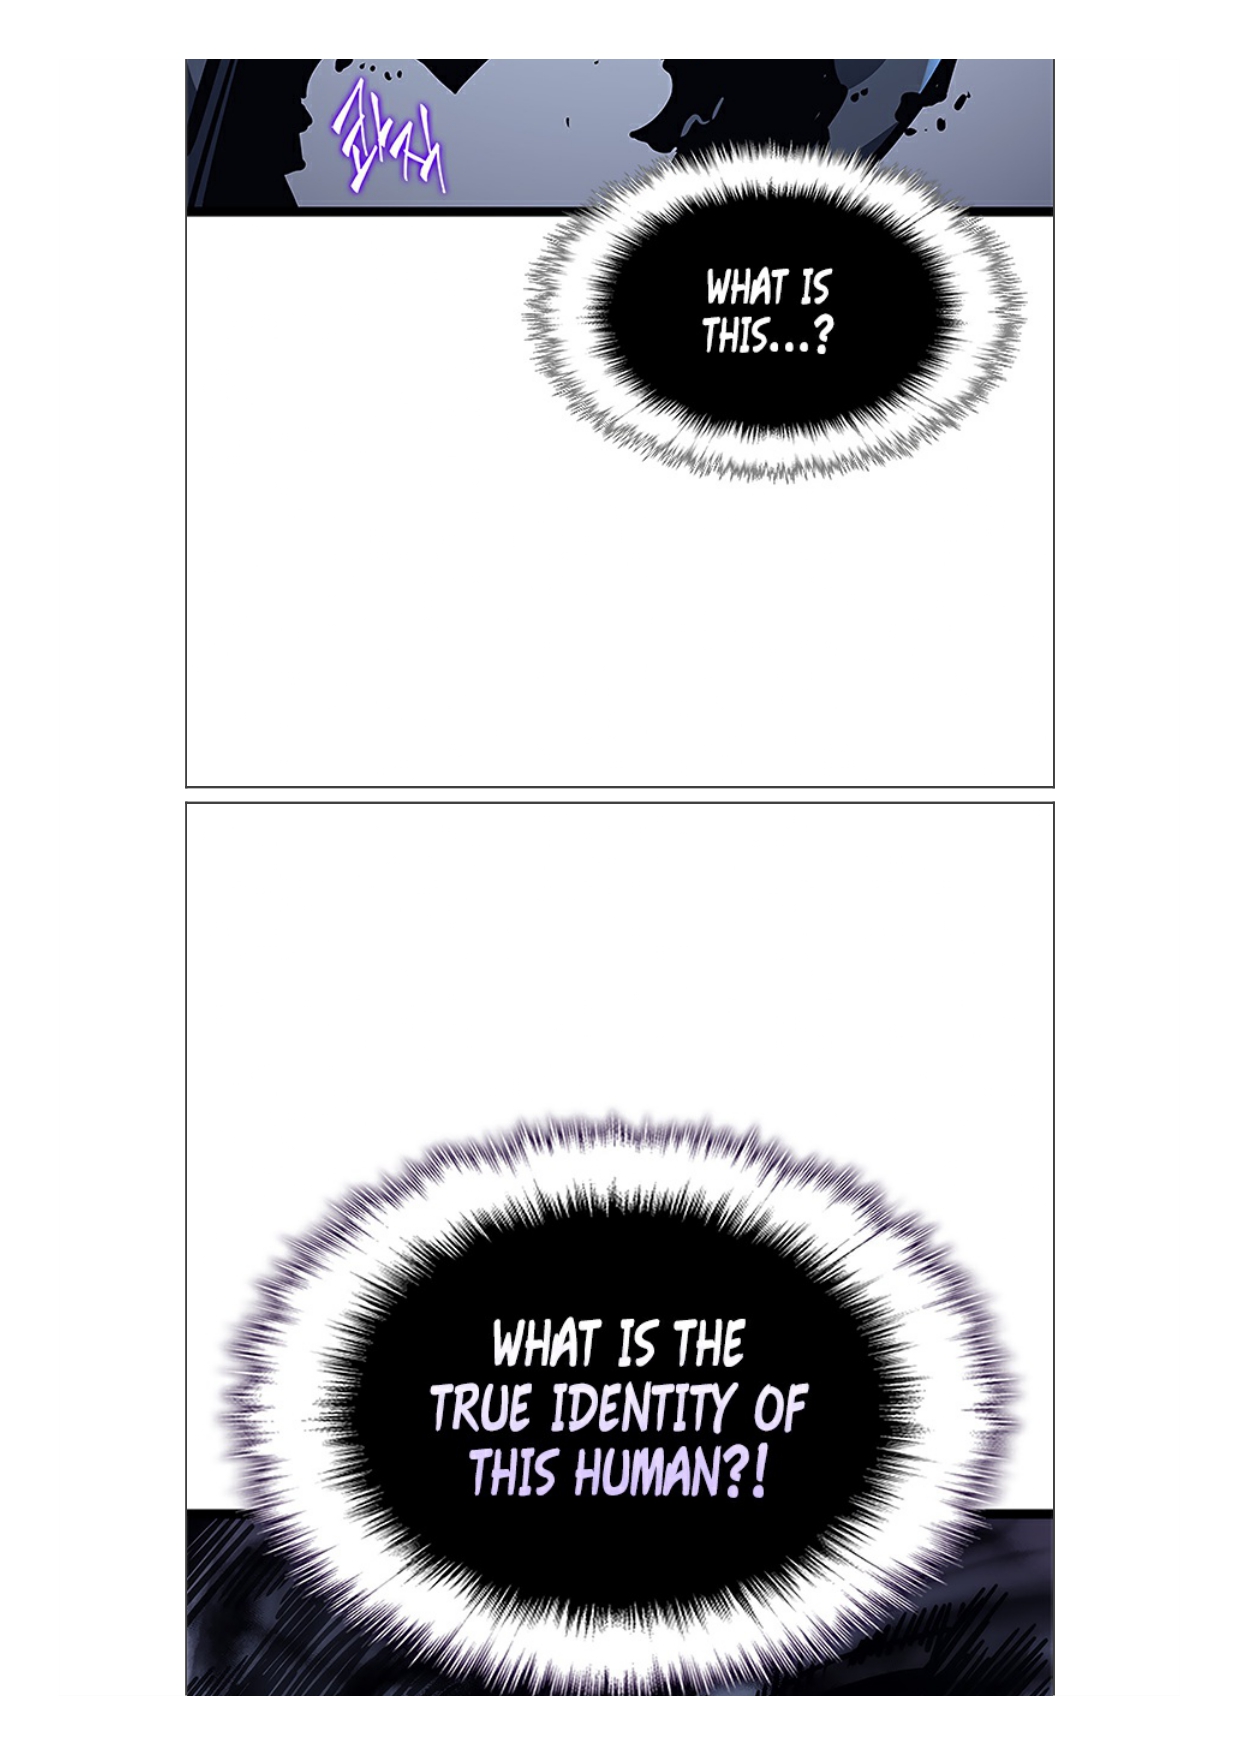 콰직
WHAT IS
THIS...?
WHAT IS THE
TRUE IDENTITY OF
THIS HUMAN?!